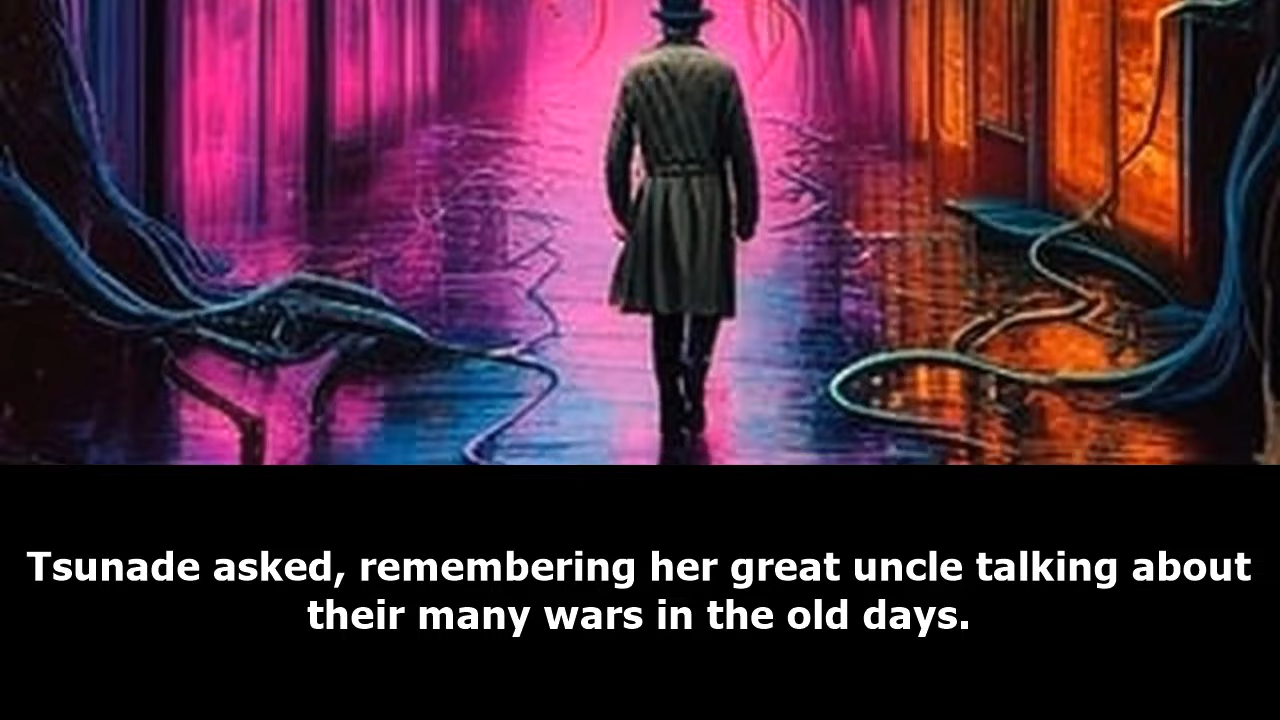 Tsunade asked, remembering her great uncle talking about
their many wars in the old days.